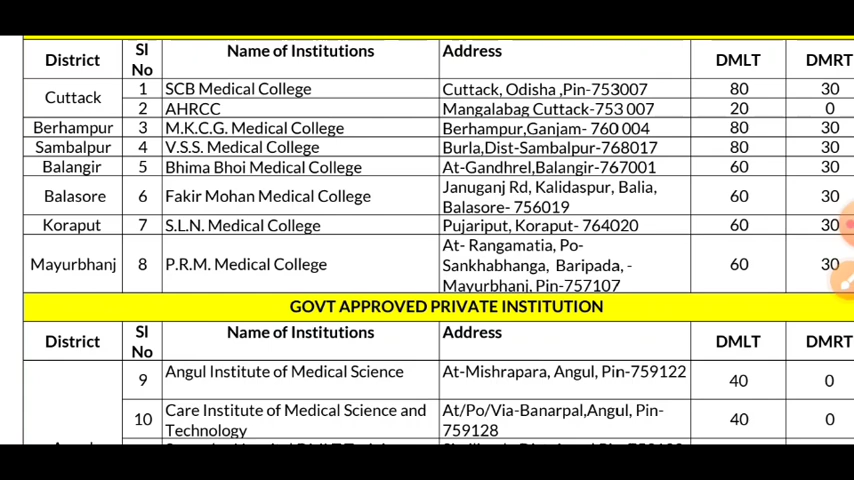 District Sl No Name of Institutions Address DMLT DMRT
Cuttack 1 SCB Medical College Cuttack, Odisha ,Pin-753007 80 30
2 AHRCC Mangalabag Cuttack-753 007 20 0
Berhampur 3 M.K.C.G. Medical College Berhampur,Ganjam- 760 004 80 30
Sambalpur 4 V.S.S. Medical College Burla,Dist-Sambalpur-768017 80 30
Balangir 5 Bhima Bhoi Medical College At-Gandhrel,Balangir-767001 60 30
Balasore 6 Fakir Mohan Medical College Januganj Rd, Kalidaspur, Balia,
Balasore- 756019 60 30
Koraput 7 S.L.N. Medical College Pujariput, Koraput- 764020 60 30
At- Rangamatia, Po-
Mayurbhanj 8 P.R.M. Medical College Sankhabhanga, Baripada, - 60 30
Mayurbhanj, Pin-757107
GOVT APPROVED PRIVATE INSTITUTION
District Sl No Name of Institutions Address DMLT DMRT
9 Angul Institute of Medical Science At-Mishrapara, Angul, Pin-759122 40 0
10 Care Institute of Medical Science and At/Po/Via-Banarpal,Angul, Pin- 40 0
Technology 759128